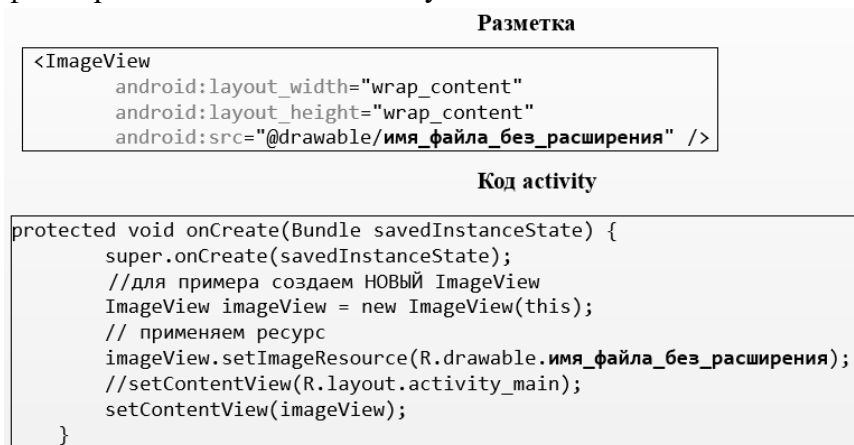 Разметка
<ImageView
android:layout_width="wrap_content"
android:layout_height="wrap_content"
android:src="@drawable/имя_файла_без_расширения" />
Код activity
protected void onCreate(Bundle savedInstanceState) {
super.onCreate(savedInstanceState);
//для примера создаем НОВЫЙ ImageView
ImageView imageView = new ImageView(this);
// применяем ресурс
imageView.setImageResource(R.drawable.имя_файла_без_расширения);
//setContentView(R.layout.activity_main);
setContentView(imageView);
}